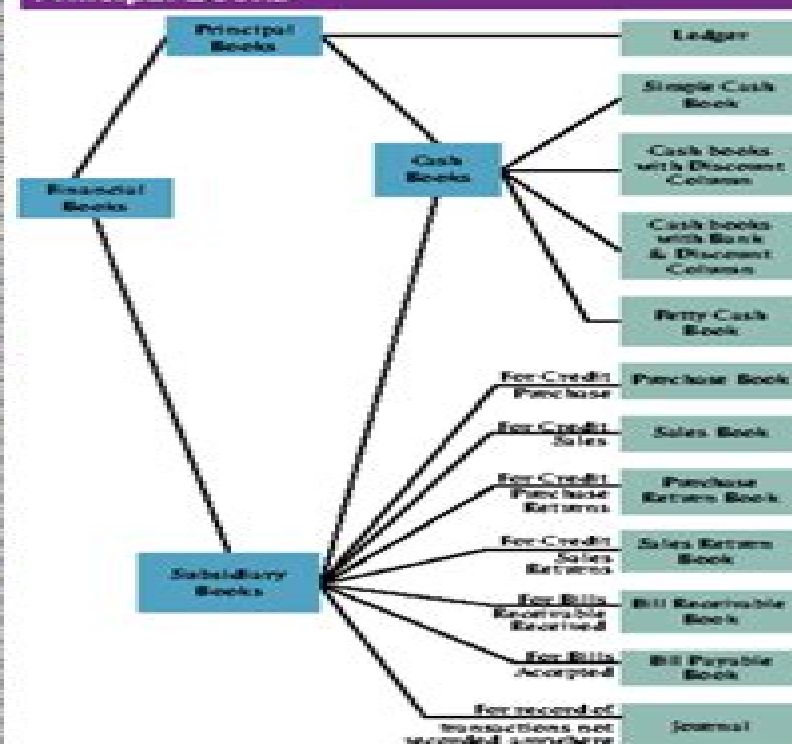 Principal
Books
Ledger
Simple Cash
Book
Cash
Books
Cash books
with Discount
Column
Financial
Books
Cash books
with Bank
& Discount
Column
Petty Cash
Book
For Credit
Purchase
Purchase Book
For Credit
Sales
Sales Book
For Credit
Purchase
Returns
Purchase
Return Book
For Credit
Sales
Returns
Sales Return
Book
Subsidiary
Books
For Bills
Receivable
Received
Bill Receivable
Book
For Bills
Accepted
Bill Payable
Book
For record of
transactions not
recorded anywhere
Journal